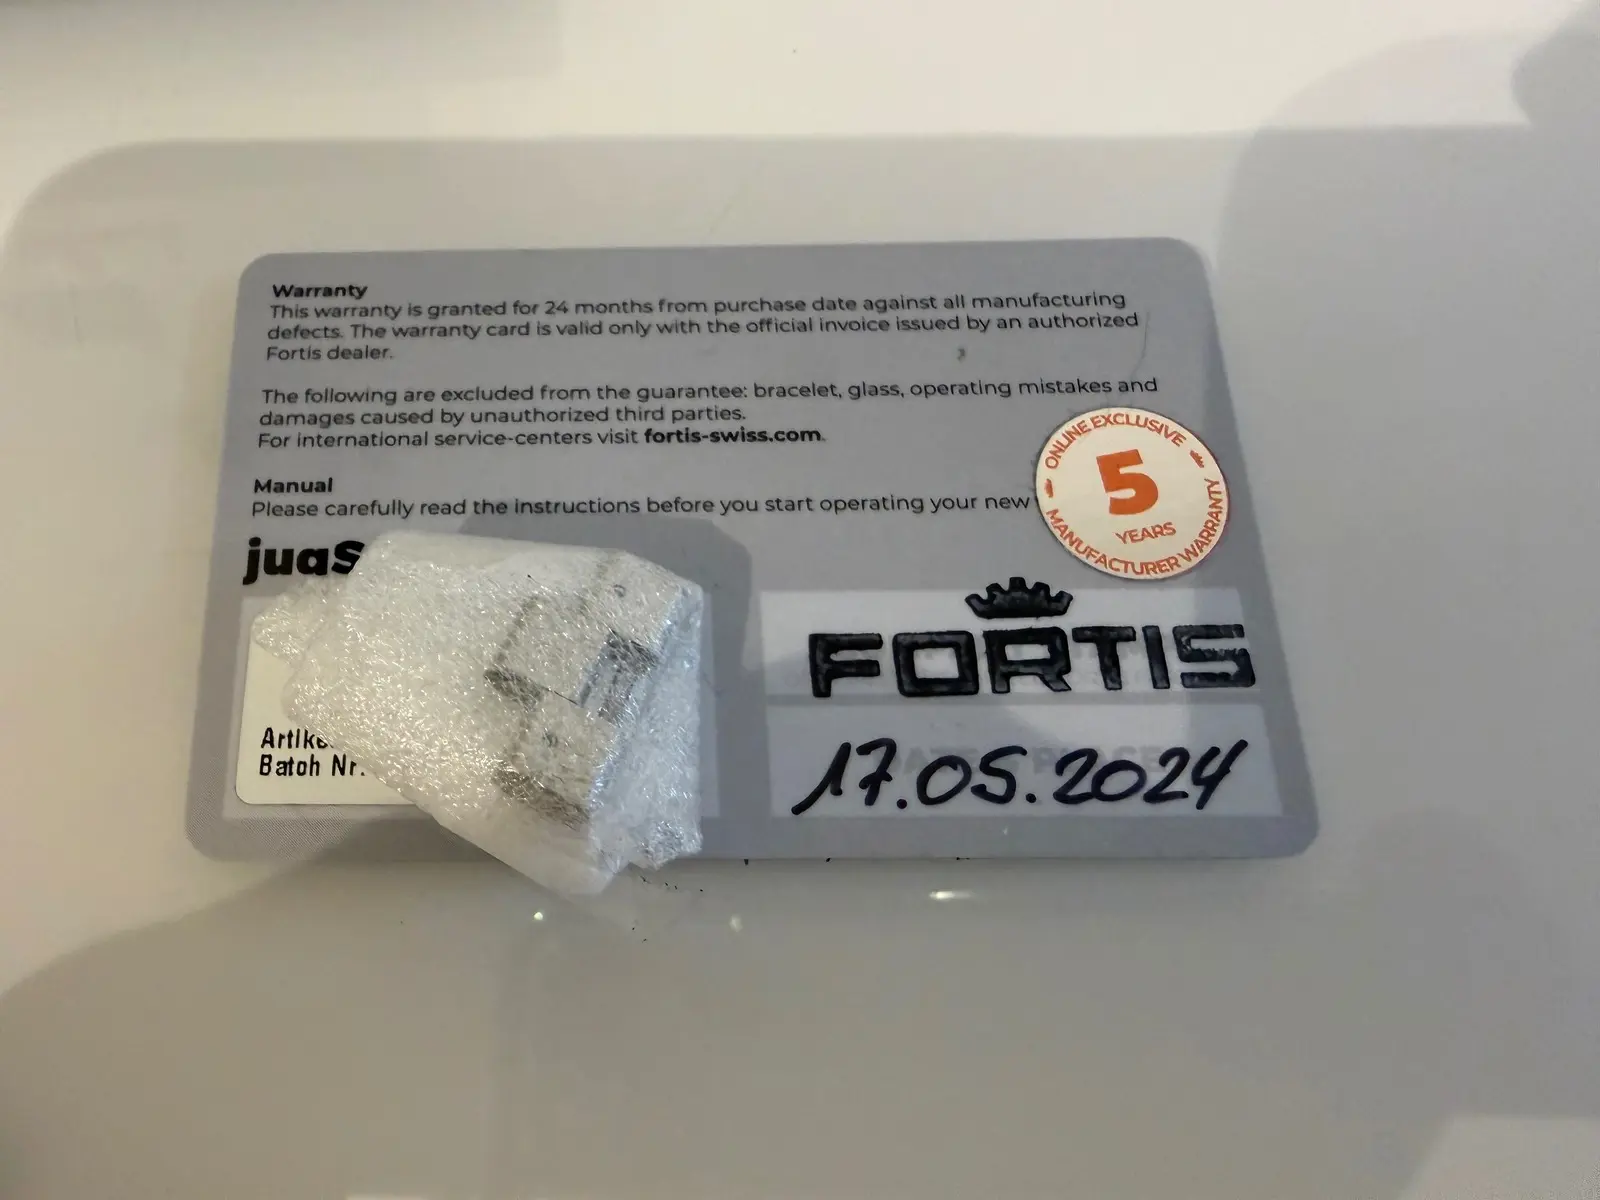 Warranty
This warranty is granted for 24 months from purchase date against all manufacturing
defects. The warranty card is valid only with the official invoice issued by an authorized
Fortis dealer.
The following are excluded from the guarantee: bracelet, glass, operating mistakes and
damages caused by unauthorized third parties.
For international service-centers visit fortis-swiss.com.
Manual
Please carefully read the instructions before you start operating your new
ONLINE EXCLUSIVE
5
YEARS
MANUFACTURER WARRANTY
juaS
FORTIS
Batch Nr.
17.05.2024